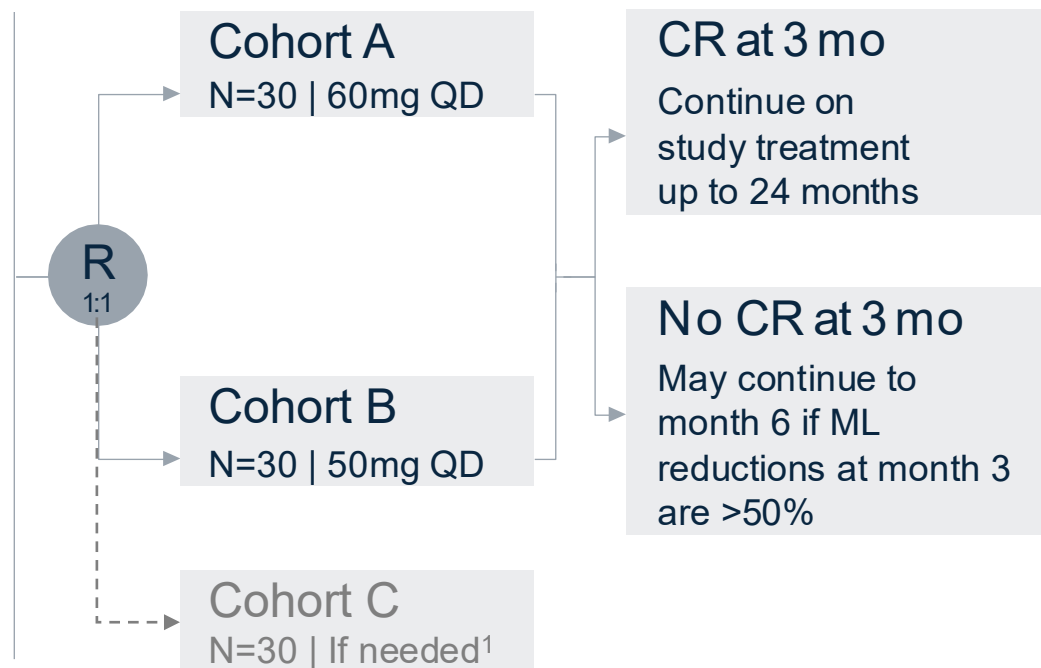 Cohort A
N=30 | 60mg QD
CR at 3 mo
Continue on
study treatment
up to 24 months
R
1:1
No CR at 3 mo
May continue to
month 6 if ML
reductions at month 3
are >50%
Cohort B
N=30 | 50mg QD
Cohort C
N=30 | If needed¹